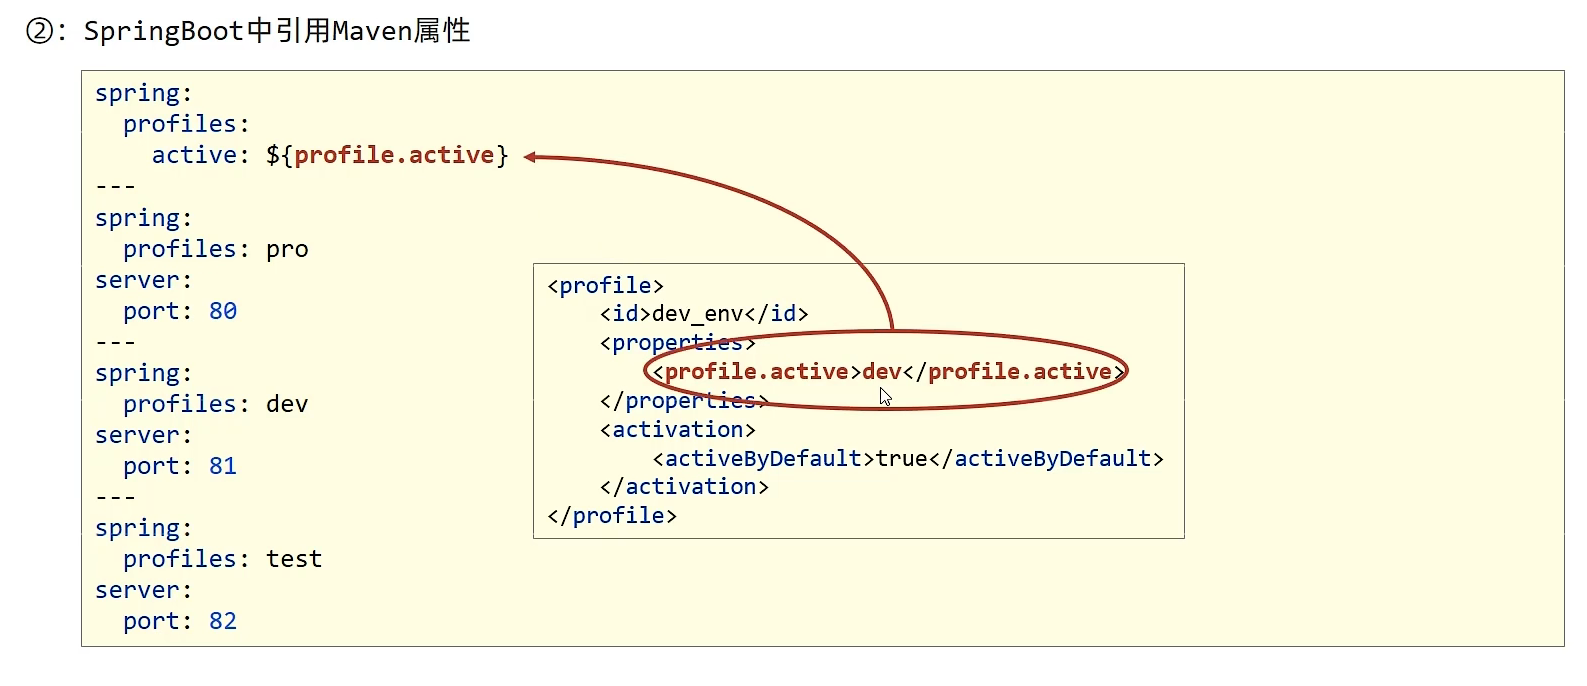 ②：SpringBoot中引用Maven属性
spring:
  profiles:
    active: ${profile.active}
---
spring:
  profiles: pro
server:
  port: 80
---
spring:
  profiles: dev
server:
  port: 81
---
spring:
  profiles: test
server:
  port: 82
<profile>
    <id>dev_env</id>
    <properties>
        <profile.active>dev</profile.active>
    </properties>
    <activation>
        <activeByDefault>true</activeByDefault>
    </activation>
</profile>